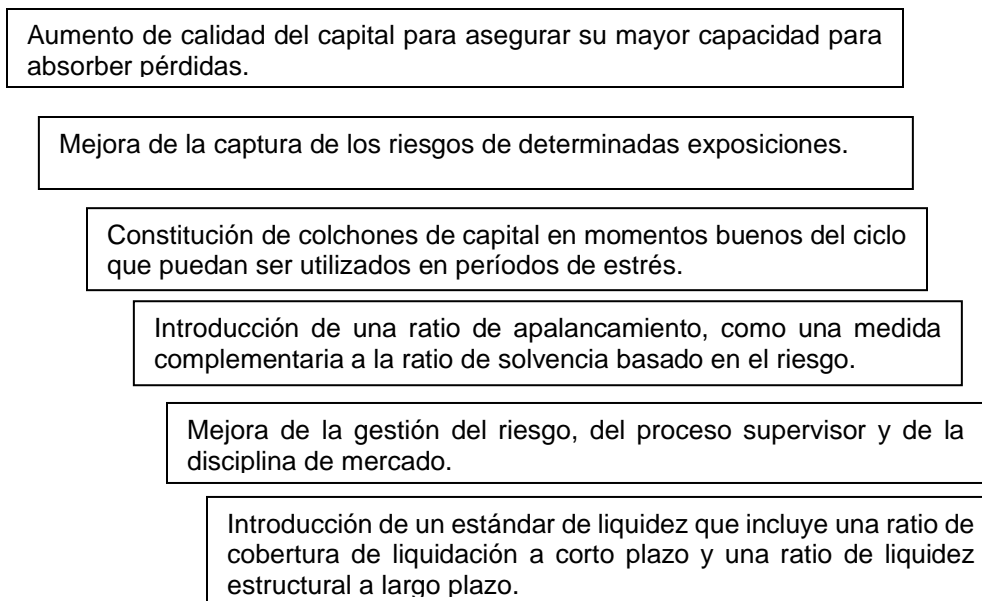 Aumento de calidad del capital para asegurar su mayor capacidad para
absorber pérdidas.
Mejora de la captura de los riesgos de determinadas exposiciones.
Constitución de colchones de capital en momentos buenos del ciclo
que puedan ser utilizados en períodos de estrés.
Introducción de una ratio de apalancamiento, como una medida
complementaria a la ratio de solvencia basado en el riesgo.
Mejora de la gestión del riesgo, del proceso supervisor y de la
disciplina de mercado.
Introducción de un estándar de liquidez que incluye una ratio de
cobertura de liquidación a corto plazo y una ratio de liquidez
estructural a largo plazo.